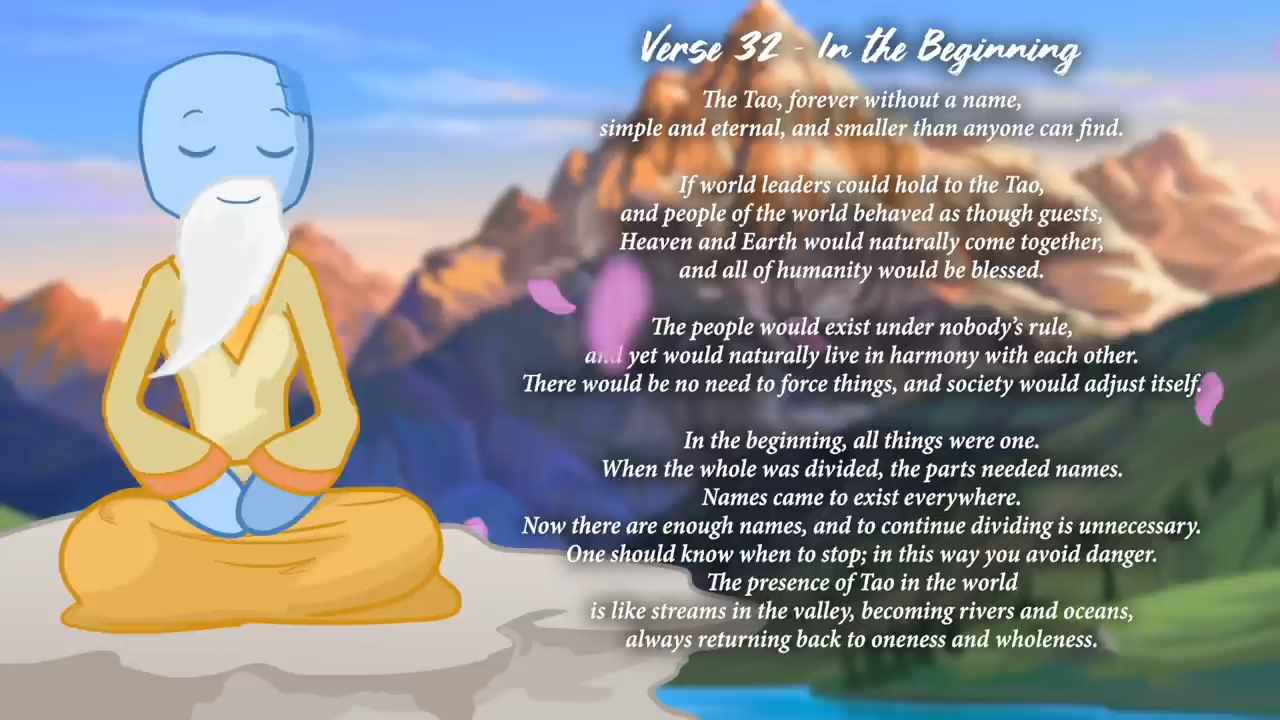 Verse 32 - In the Beginning
The Tao, forever without a name,
simple and eternal, and smaller than anyone can find.
If world leaders could hold to the Tao,
and people of the world behaved as though guests,
Heaven and Earth would naturally come together,
and all of humanity would be blessed.
The people would exist under nobody's rule,
and yet would naturally live in harmony with each other.
There would be no need to force things, and society would adjust itself.
In the beginning, all things were one.
When the whole was divided, the parts needed names.
Names came to exist everywhere.
Now there are enough names, and to continue dividing is unnecessary.
One should know when to stop; in this way you avoid danger.
The presence of Tao in the world
is like streams in the valley, becoming rivers and oceans,
always returning back to oneness and wholeness.